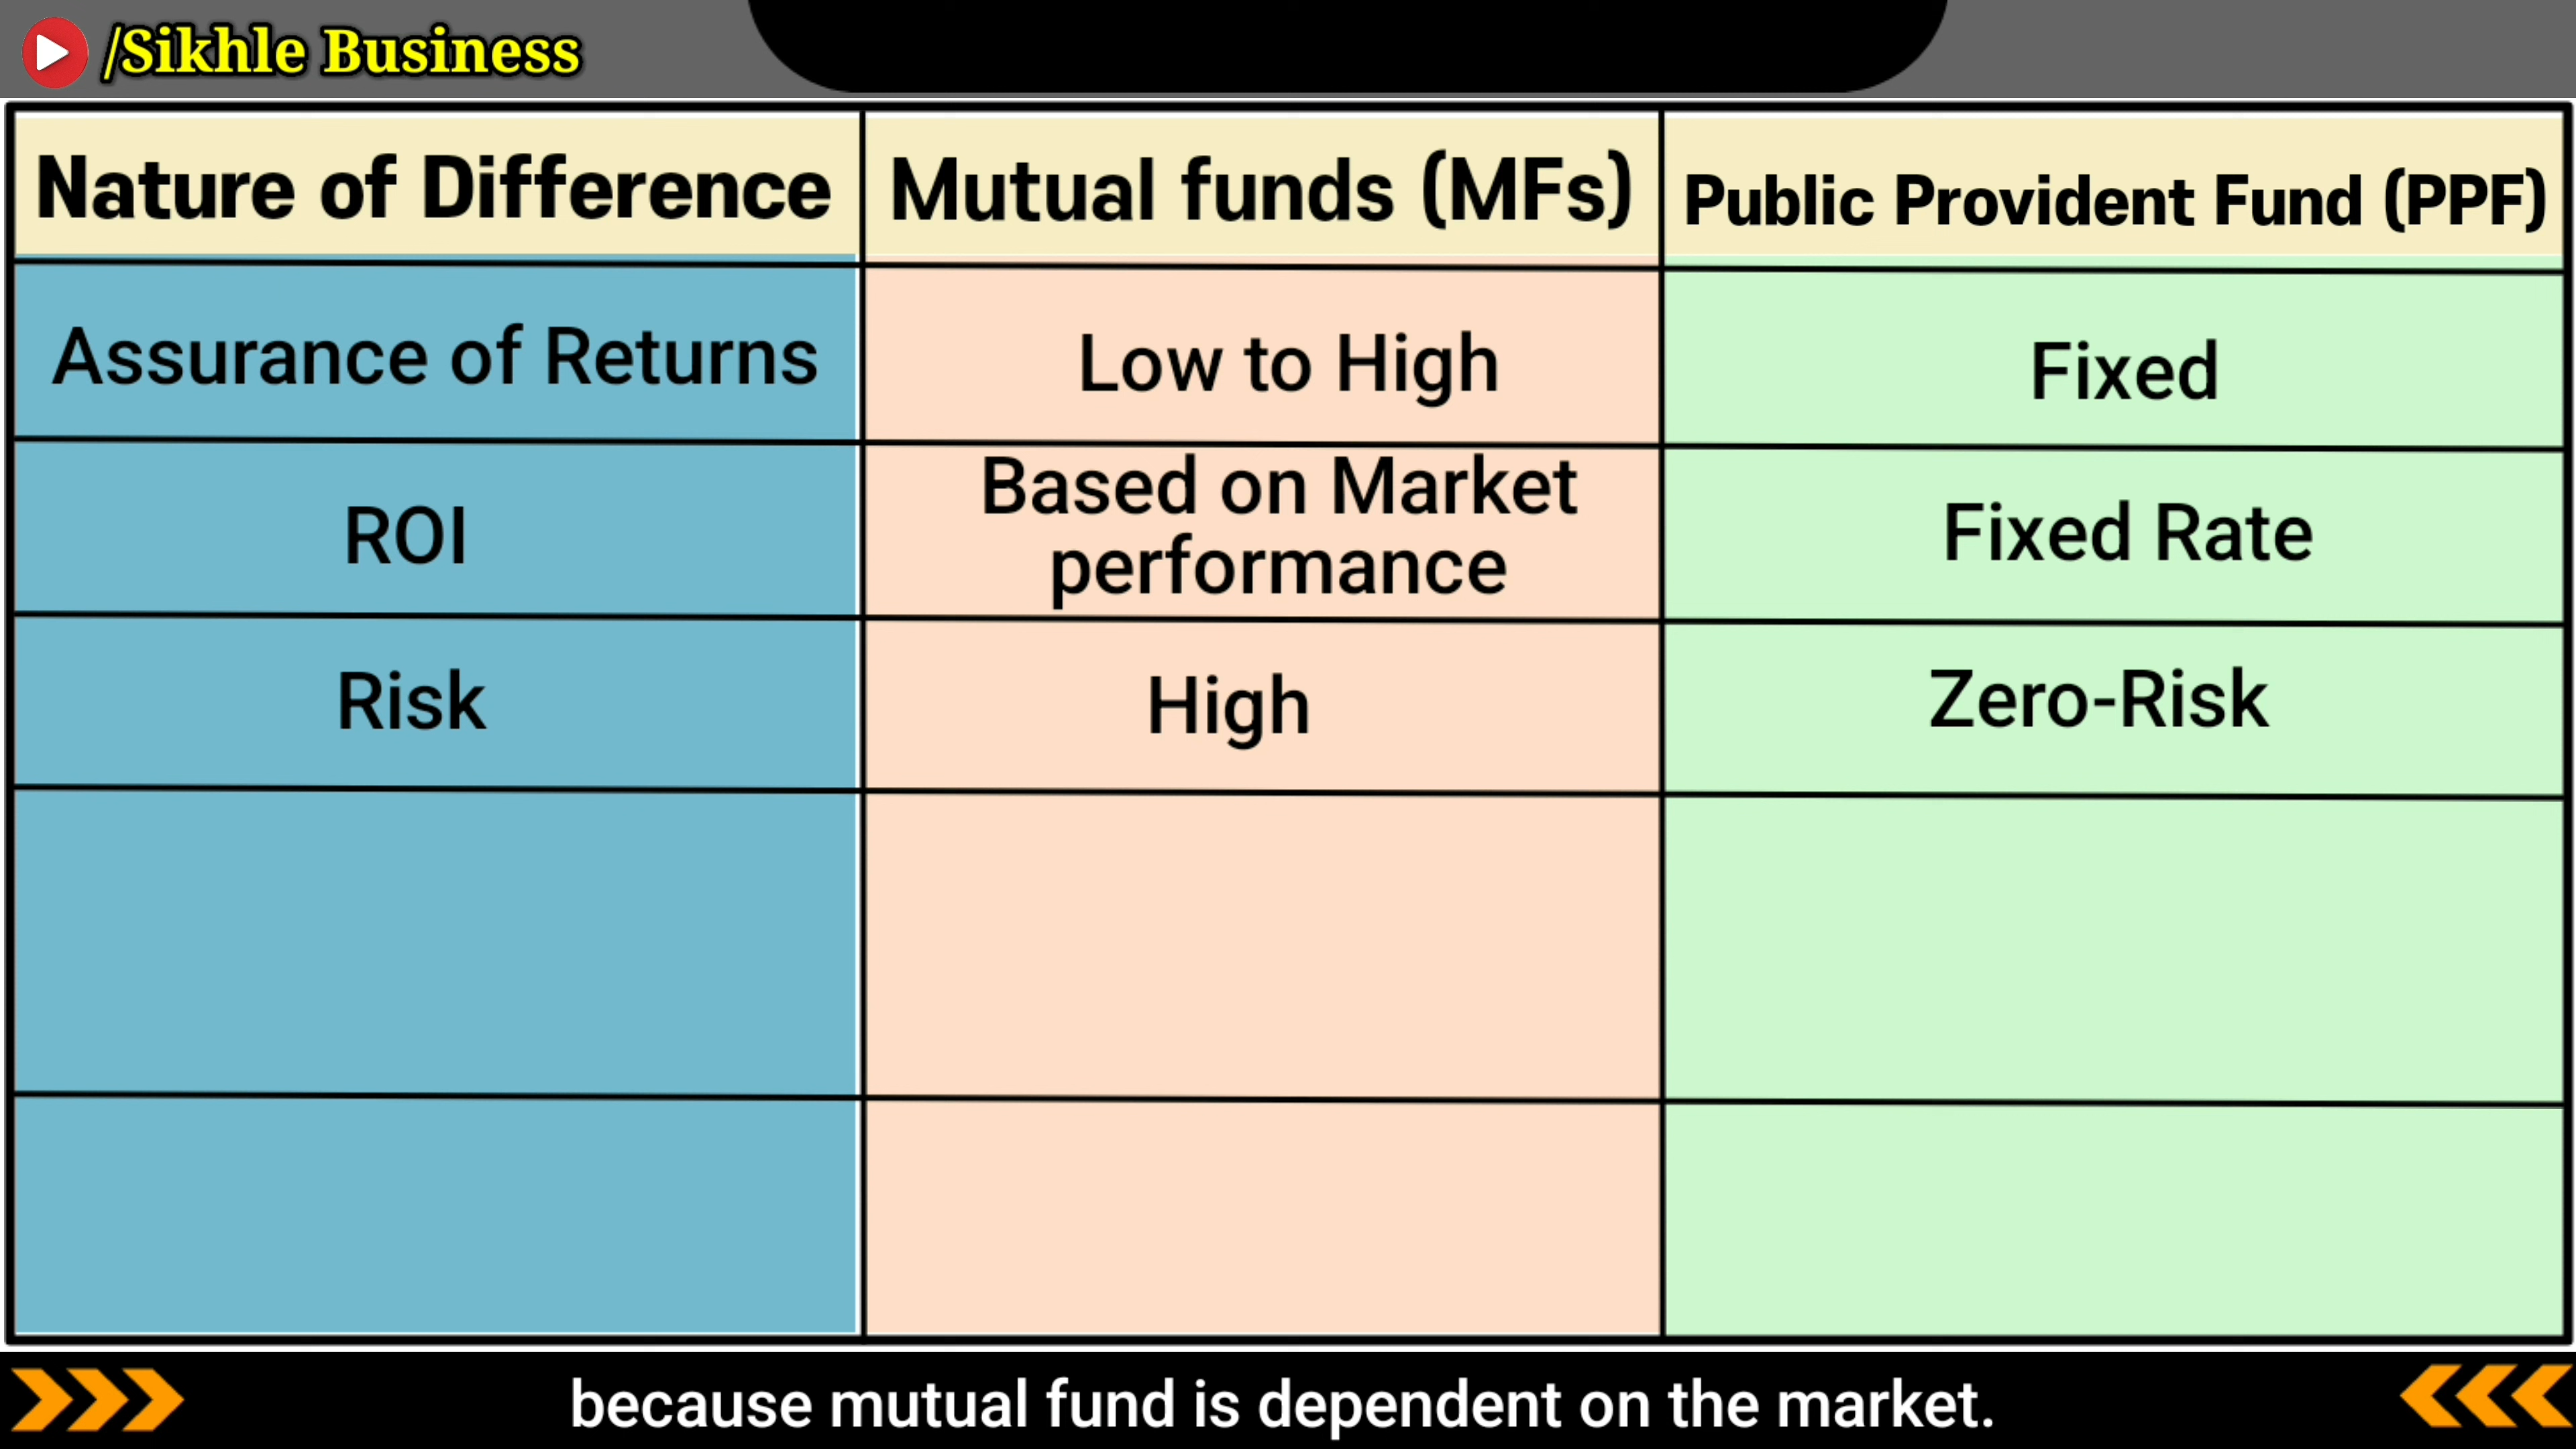 /Sikhle Business
Nature of Difference
Mutual funds (MFs)
Public Provident Fund (PPF)
Assurance of Returns
Low to High
Fixed
ROI
Based on Market
performance
Fixed Rate
Risk
High
Zero-Risk
because mutual fund is dependent on the market.